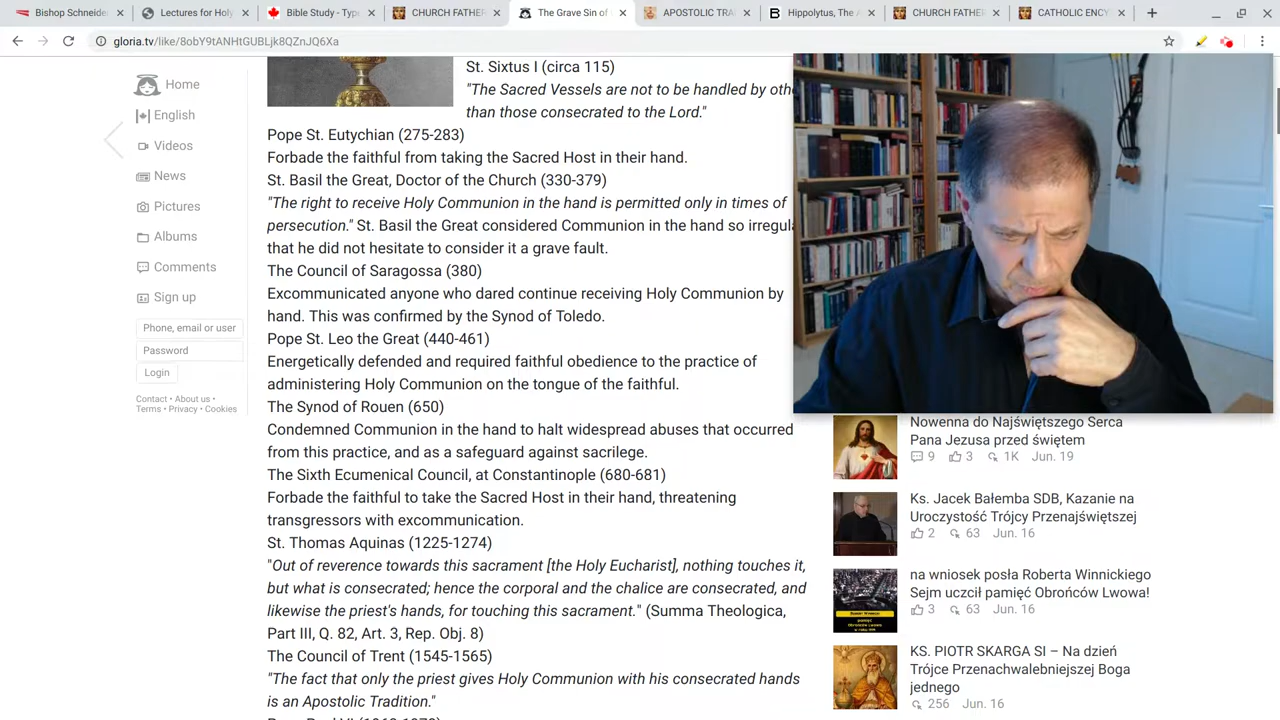 Bishop Schneide
Lectures for Holy
Bible Study - Type
CHURCH FATHER
The Grave Sin of
APOSTOLIC TRA
Hippolytus, The A
CHURCH FATHER
CATHOLIC ENCY
gloria.tv/like/8obY9tANHtGUBLjk8QZnJQ6Xa
Home
English
Videos
News
Pictures
Albums
Comments
Sign up
Phone, email or user
Password
Login
Contact • About us •
Terms • Privacy • Cookies
St. Sixtus I (circa 115)
"The Sacred Vessels are not to be handled by othe
than those consecrated to the Lord."
Pope St. Eutychian (275-283)
Forbade the faithful from taking the Sacred Host in their hand.
St. Basil the Great, Doctor of the Church (330-379)
"The right to receive Holy Communion in the hand is permitted only in times of
persecution." St. Basil the Great considered Communion in the hand so irregula
that he did not hesitate to consider it a grave fault.
The Council of Saragossa (380)
Excommunicated anyone who dared continue receiving Holy Communion by
hand. This was confirmed by the Synod of Toledo.
Pope St. Leo the Great (440-461)
Energetically defended and required faithful obedience to the practice of
administering Holy Communion on the tongue of the faithful.
The Synod of Rouen (650)
Condemned Communion in the hand to halt widespread abuses that occurred
from this practice, and as a safeguard against sacrilege.
The Sixth Ecumenical Council, at Constantinople (680-681)
Forbade the faithful to take the Sacred Host in their hand, threatening
transgressors with excommunication.
St. Thomas Aquinas (1225-1274)
"Out of reverence towards this sacrament [the Holy Eucharist], nothing touches it,
but what is consecrated; hence the corporal and the chalice are consecrated, and
likewise the priest's hands, for touching this sacrament." (Summa Theologica,
Part III, Q. 82, Art. 3, Rep. Obj. 8)
The Council of Trent (1545-1565)
"The fact that only the priest gives Holy Communion with his consecrated hands
is an Apostolic Tradition."
Nowenna do Najświętszego Serca
Pana Jezusa przed świętem
9 3 1K Jun. 19
Ks. Jacek Bałemba SDB, Kazanie na
Uroczystość Trójcy Przenajświętszej
2 63 Jun. 16
na wniosek posła Roberta Winnickiego
Sejm uczcił pamięć Obrońców Lwowa!
3 63 Jun. 16
KS. PIOTR SKARGA SI – Na dzień
Trójce Przenachwalebniejszej Boga
jednego
256 Jun. 16